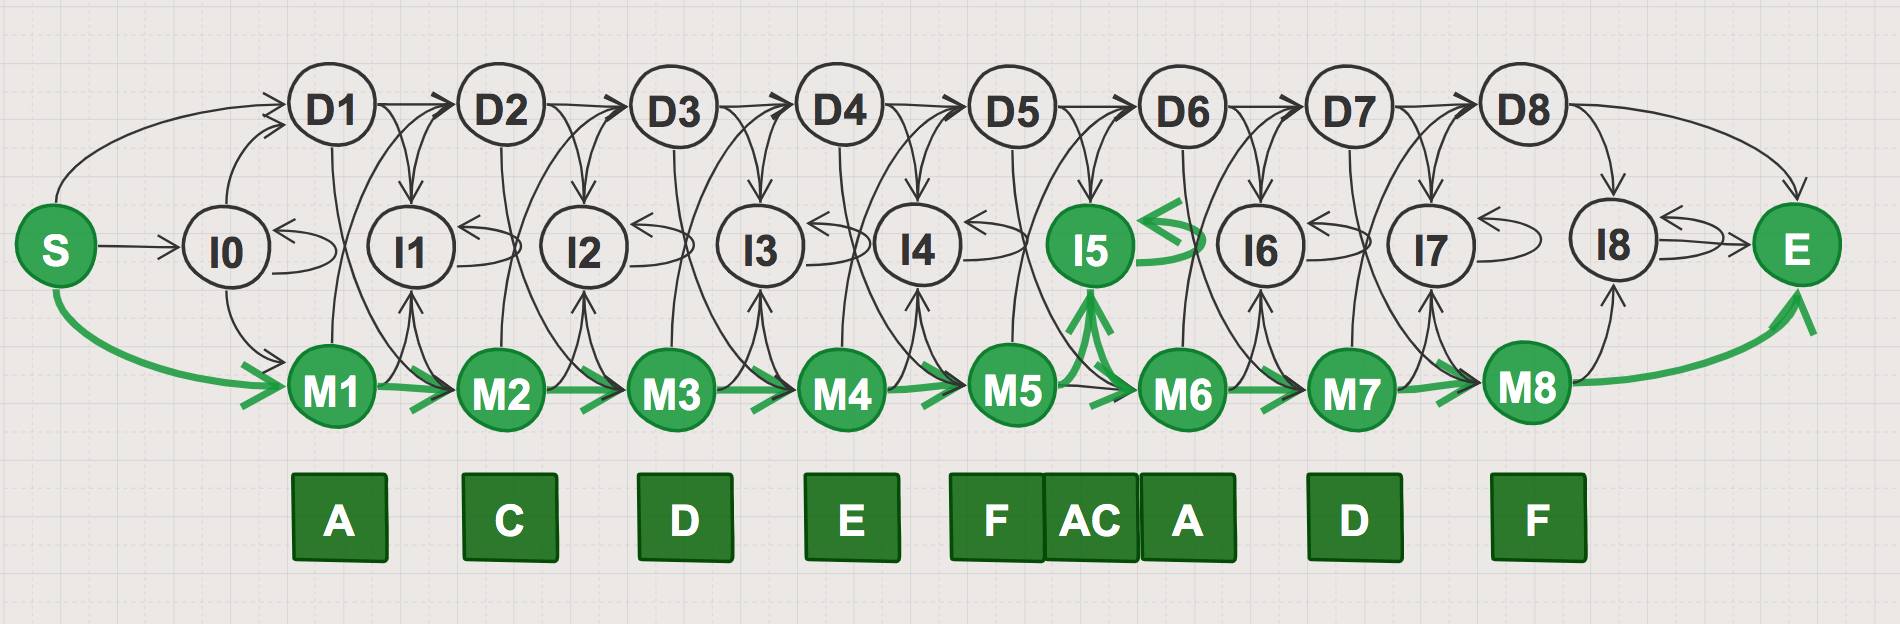 D1 D2 D3 D4 D5 D6 D7 D8
S I0 I1 I2 I3 I4 I5 I6 I7 I8 E
M1 M2 M3 M4 M5 M6 M7 M8
A C D E F AC A D F